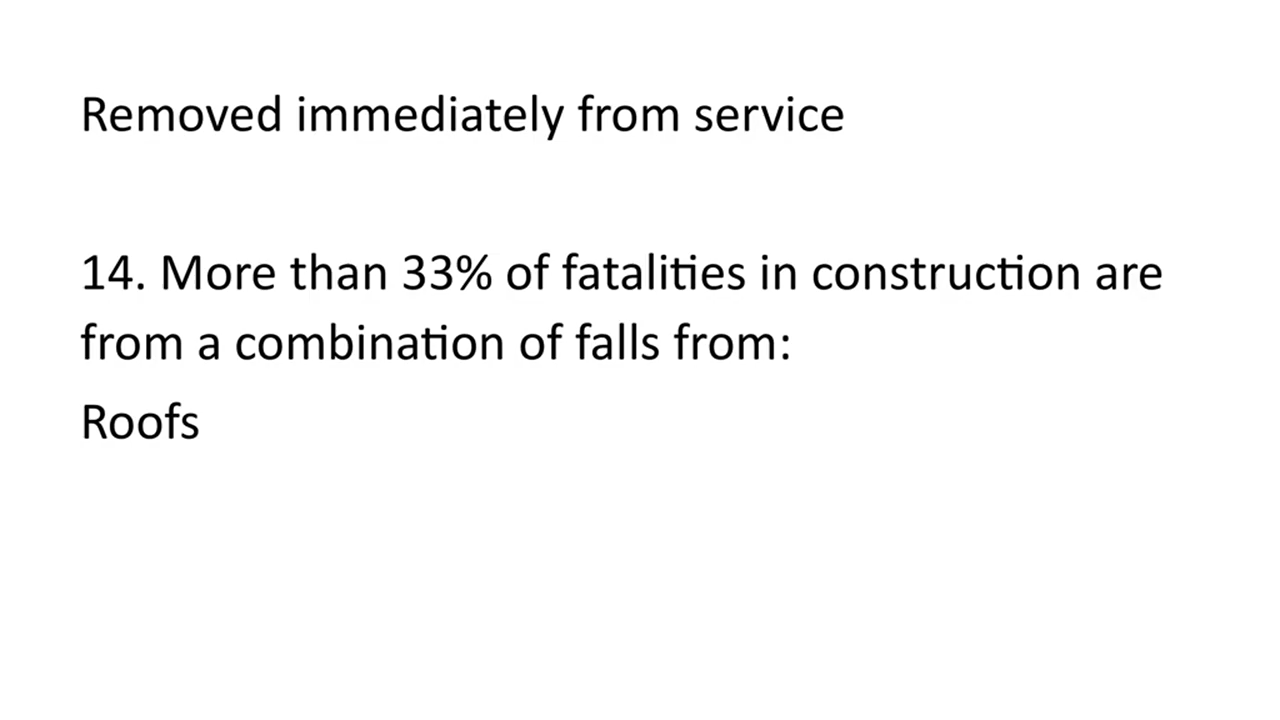 Removed immediately from service
14. More than 33% of fatalities in construction are
from a combination of falls from:
Roofs